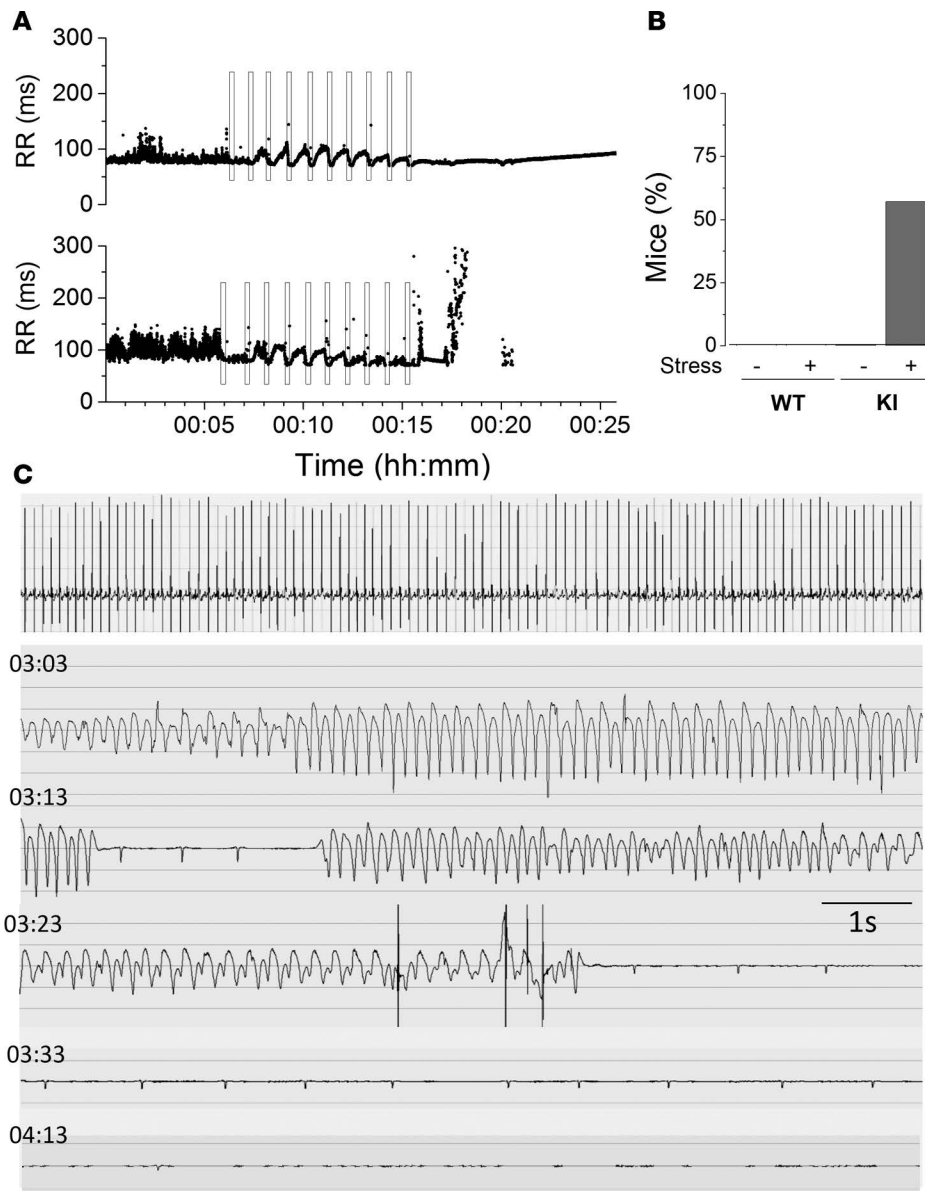 A
300
200
100
0
RR (ms)
300
200
100
0
RR (ms)
00:05 00:10 00:15 00:20 00:25
Time (hh:mm)
B
100
75
50
25
0
Mice (%)
Stress - + - +
WT KI
C
03:03
03:13
1s
03:23
03:33
04:13